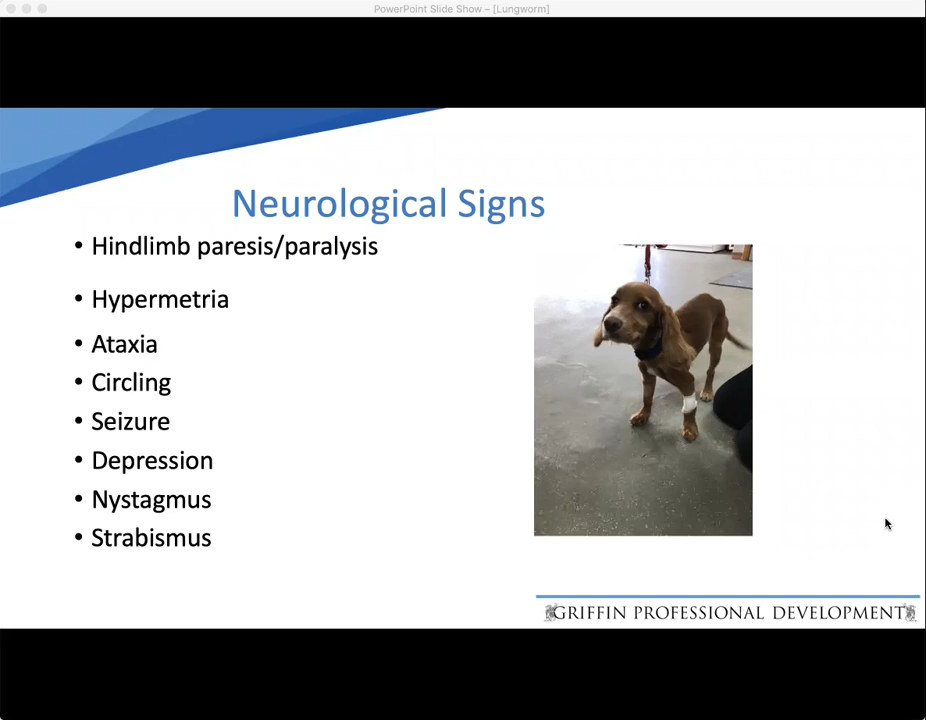 PowerPoint Slide Show – [Lungworm]
Neurological Signs
• Hindlimb paresis/paralysis
• Hypermetria
• Ataxia
• Circling
• Seizure
• Depression
• Nystagmus
• Strabismus
GRIFFIN PROFESSIONAL DEVELOPMENT